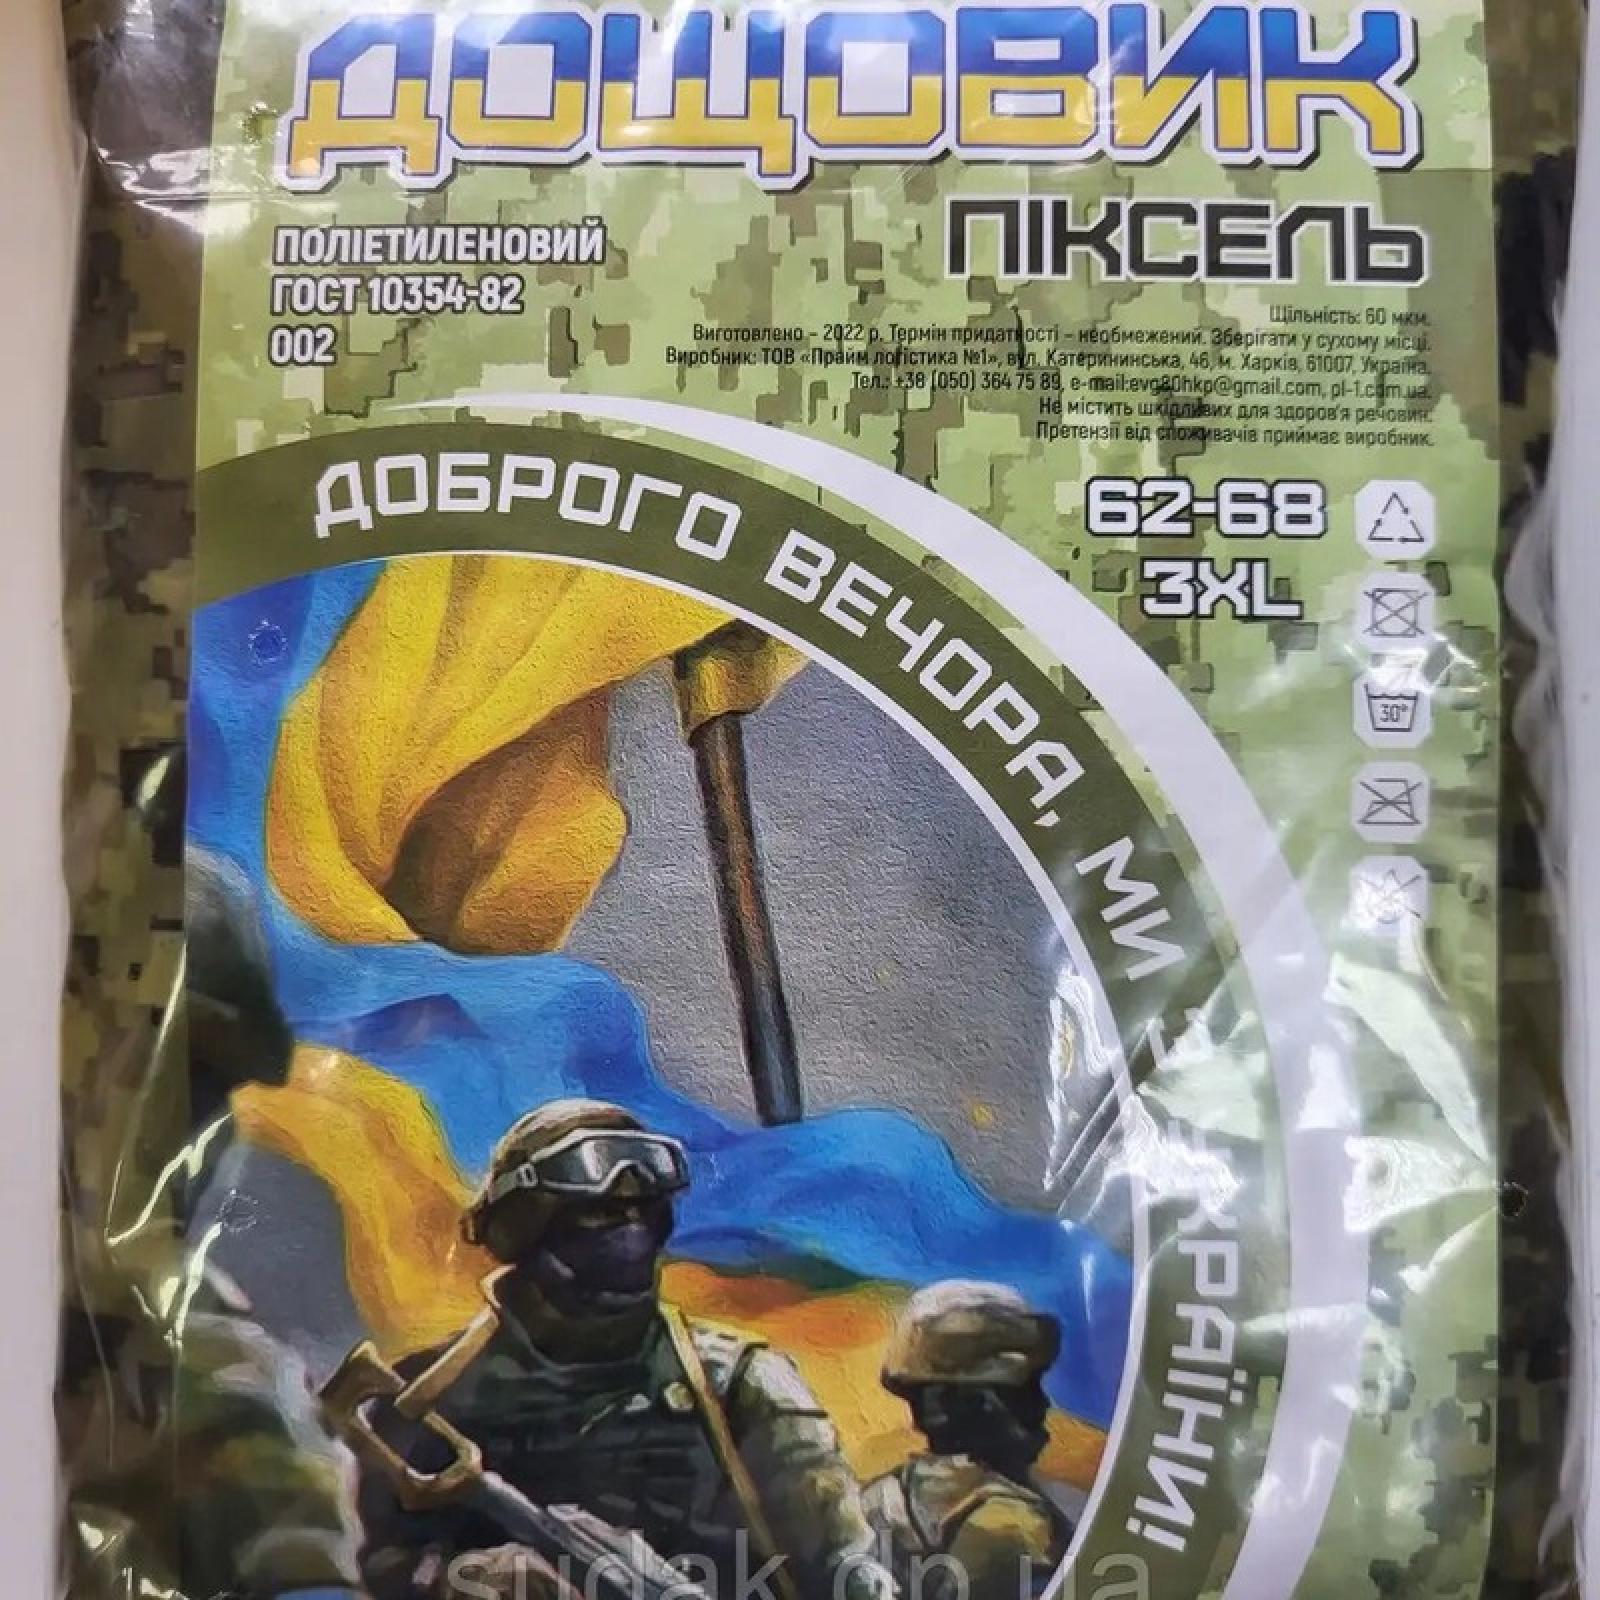 ДОЩОВИК
ПІКСЕЛЬ
ПОЛІЕТИЛЕНОВИЙ
ГОСТ 10354-82
002
Щільність: 60 мкм.
Виготовлено – 2022 р. Термін придатності – необмежений. Зберігати у сухому місці.
Виробник: ТОВ «Прайм логістика №1», вул. Катерининська, 46, м. Харків, 61007, Україна.
Тел.: +38 (050) 364 75 89, e-mail:evg80hkp@gmail.com, pl-1.com.ua.
Не містить шкідливих для здоров'я речовин.
Претензії від споживачів приймає виробник.
62-68
3XL
30°
ДОБРОГО ВЕЧОРА, МИ З УКРАЇНИ!
sudak.dp.ua